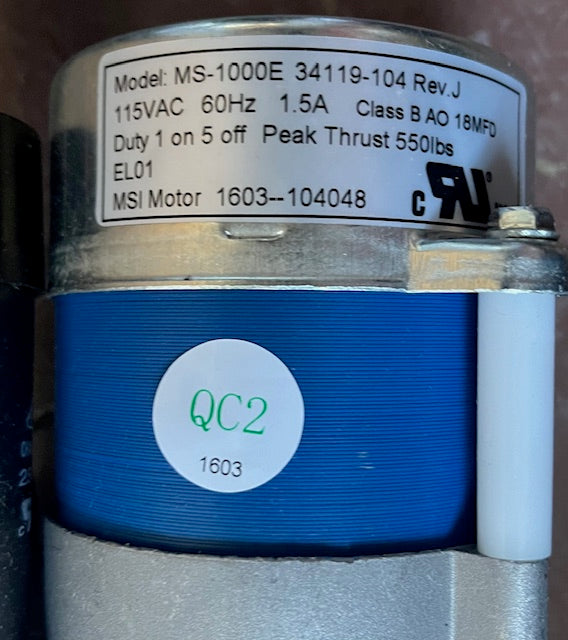 Model: MS-1000E 34119-104 Rev.J
115VAC 60Hz 1.5A Class B AO 18MFD
Duty 1 on 5 off Peak Thrust 550lbs
EL01
MSI Motor 1603--104048
QC2
1603